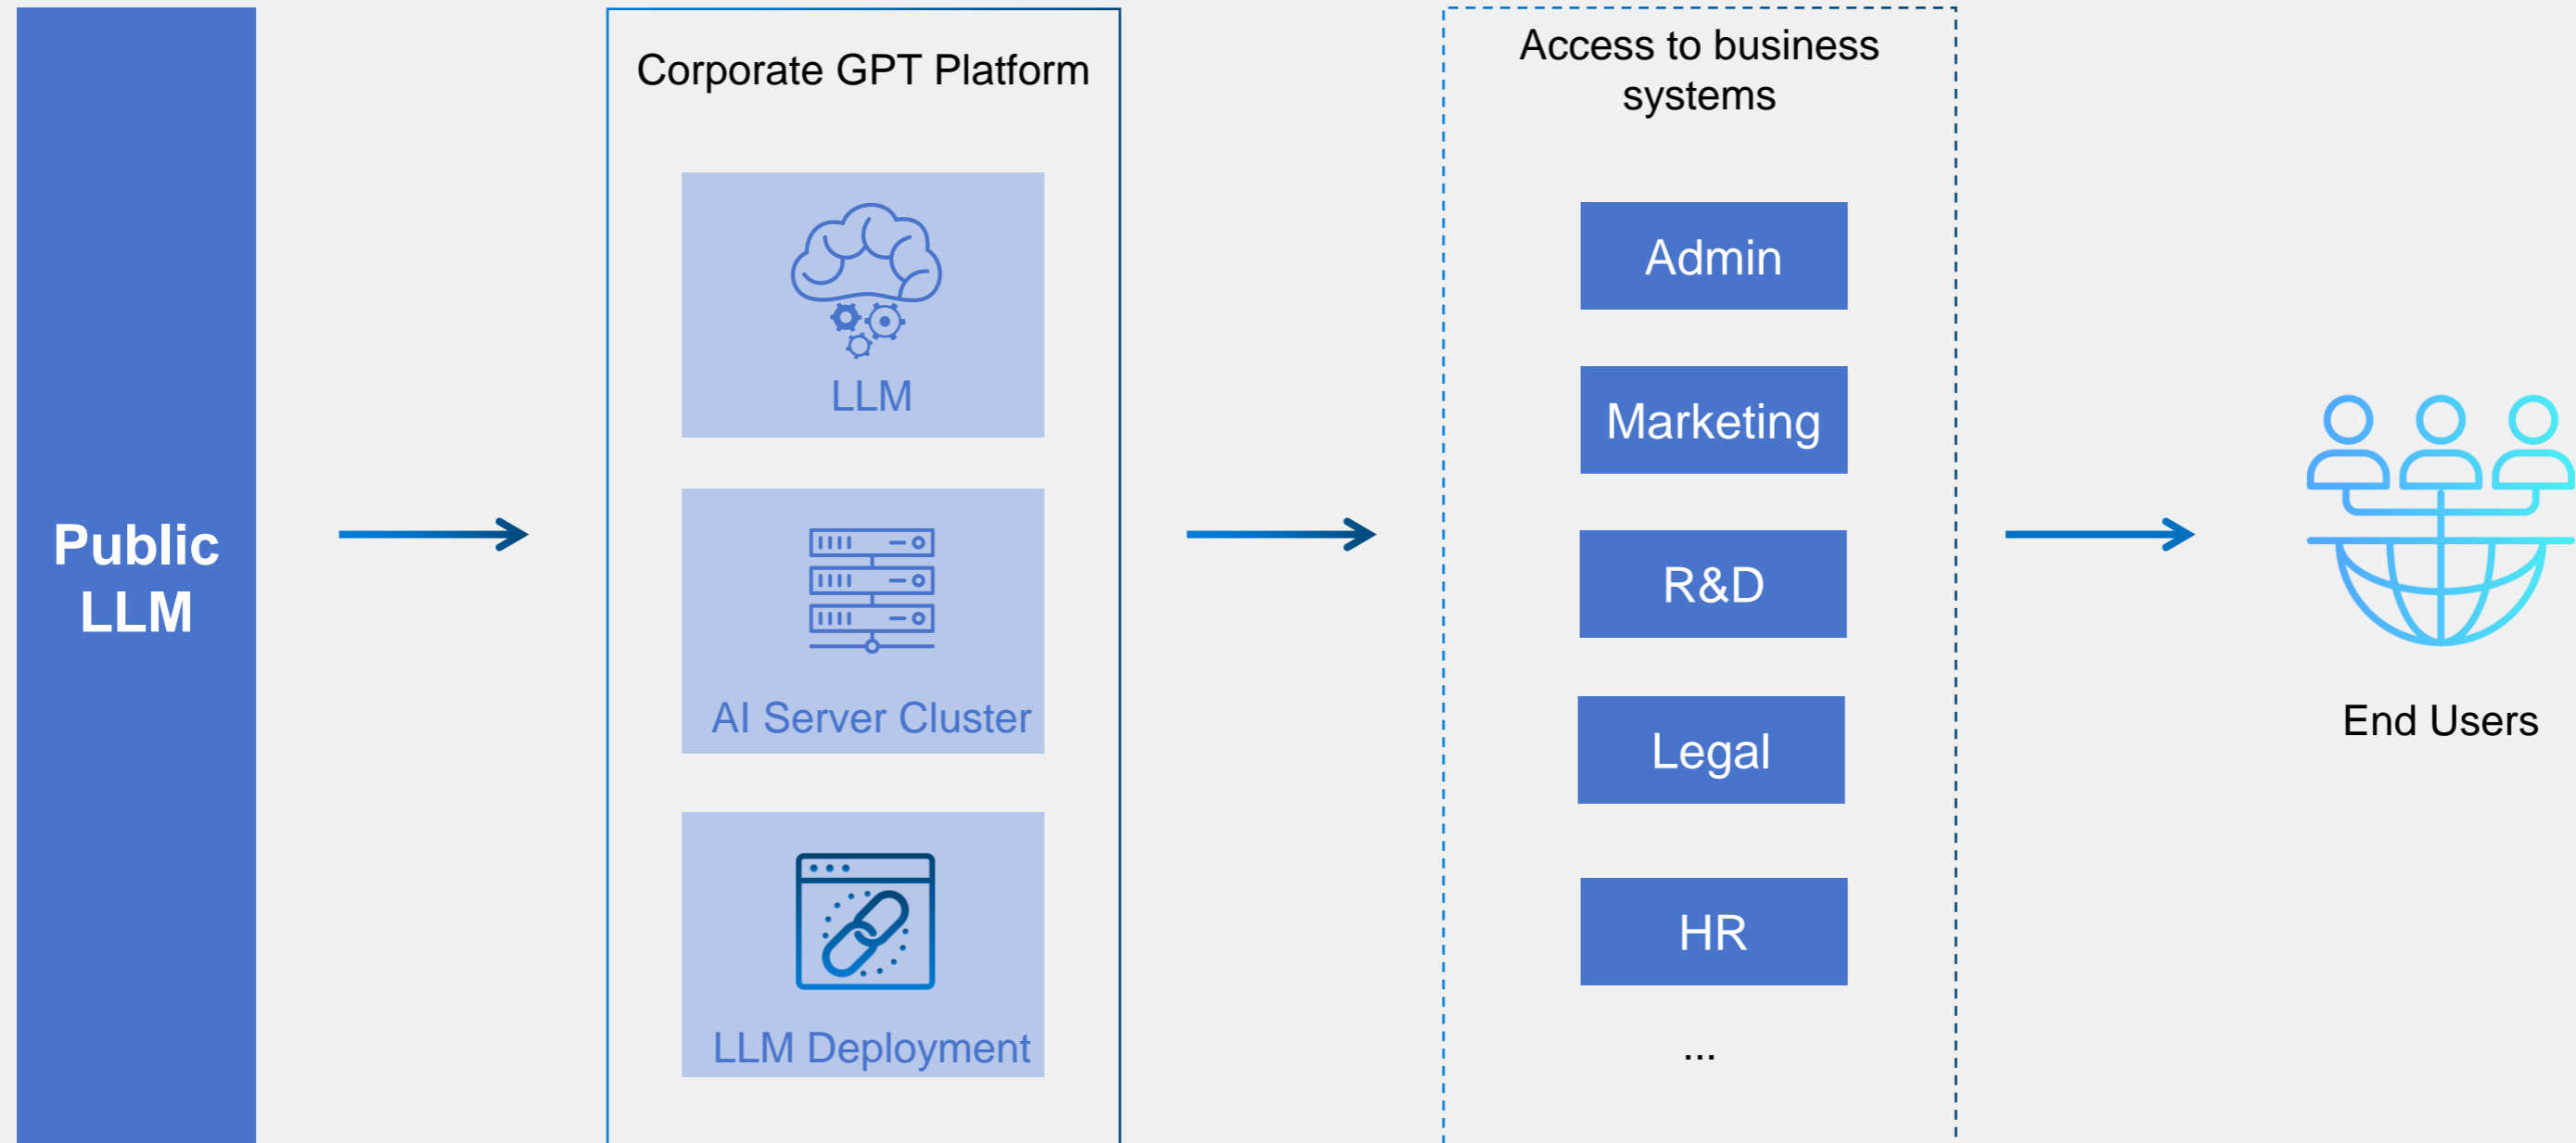 Public
LLM
Corporate GPT Platform
LLM
AI Server Cluster
LLM Deployment
Access to business
systems
Admin
Marketing
R&D
Legal
HR
...
End Users